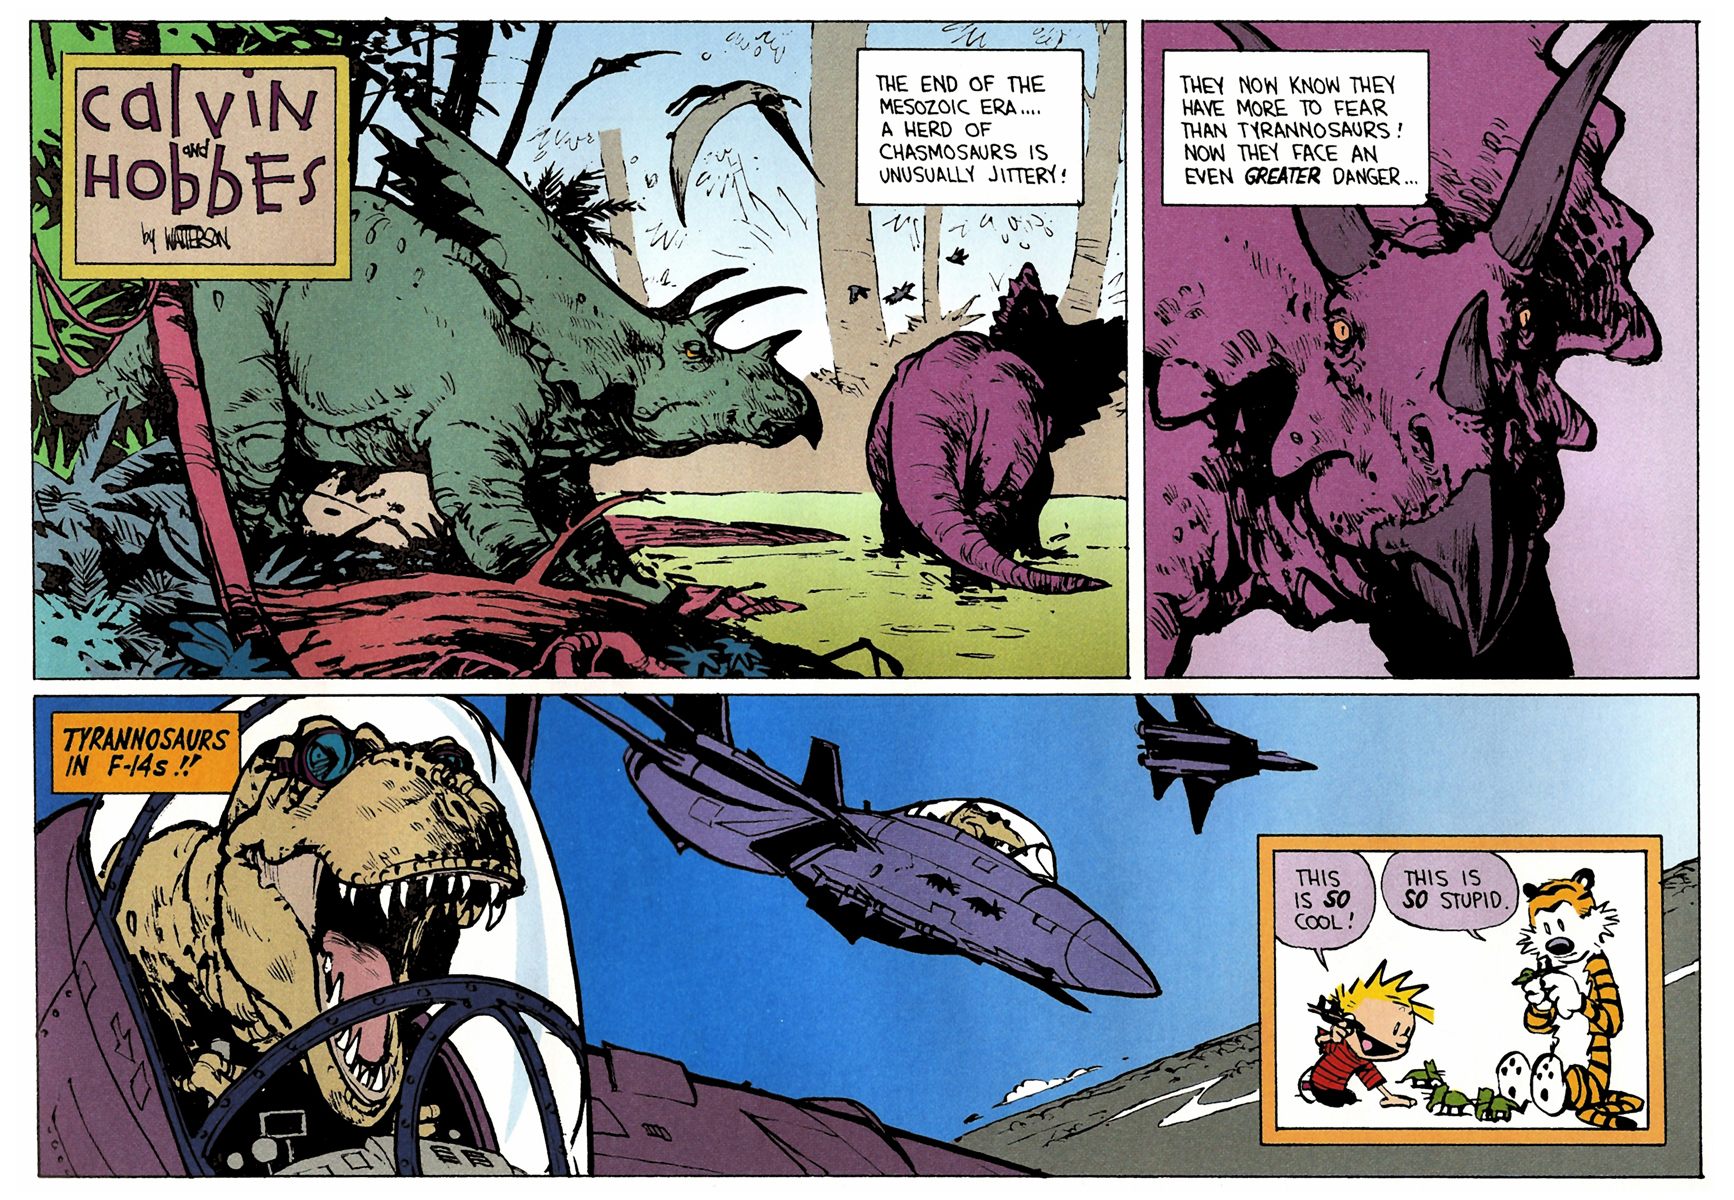 Calvin
and
HobbEs
by WATTERSON
THE END OF THE
MESOZOIC ERA....
A HERD OF
CHASMOSAURS IS
UNUSUALLY JITTERY!
THEY NOW KNOW THEY
HAVE MORE TO FEAR
THAN TYRANNOSAURS!
NOW THEY FACE AN
EVEN GREATER DANGER...
TYRANNOSAURS
IN F-14s!!
THIS
IS SO
COOL!
THIS IS
SO STUPID.